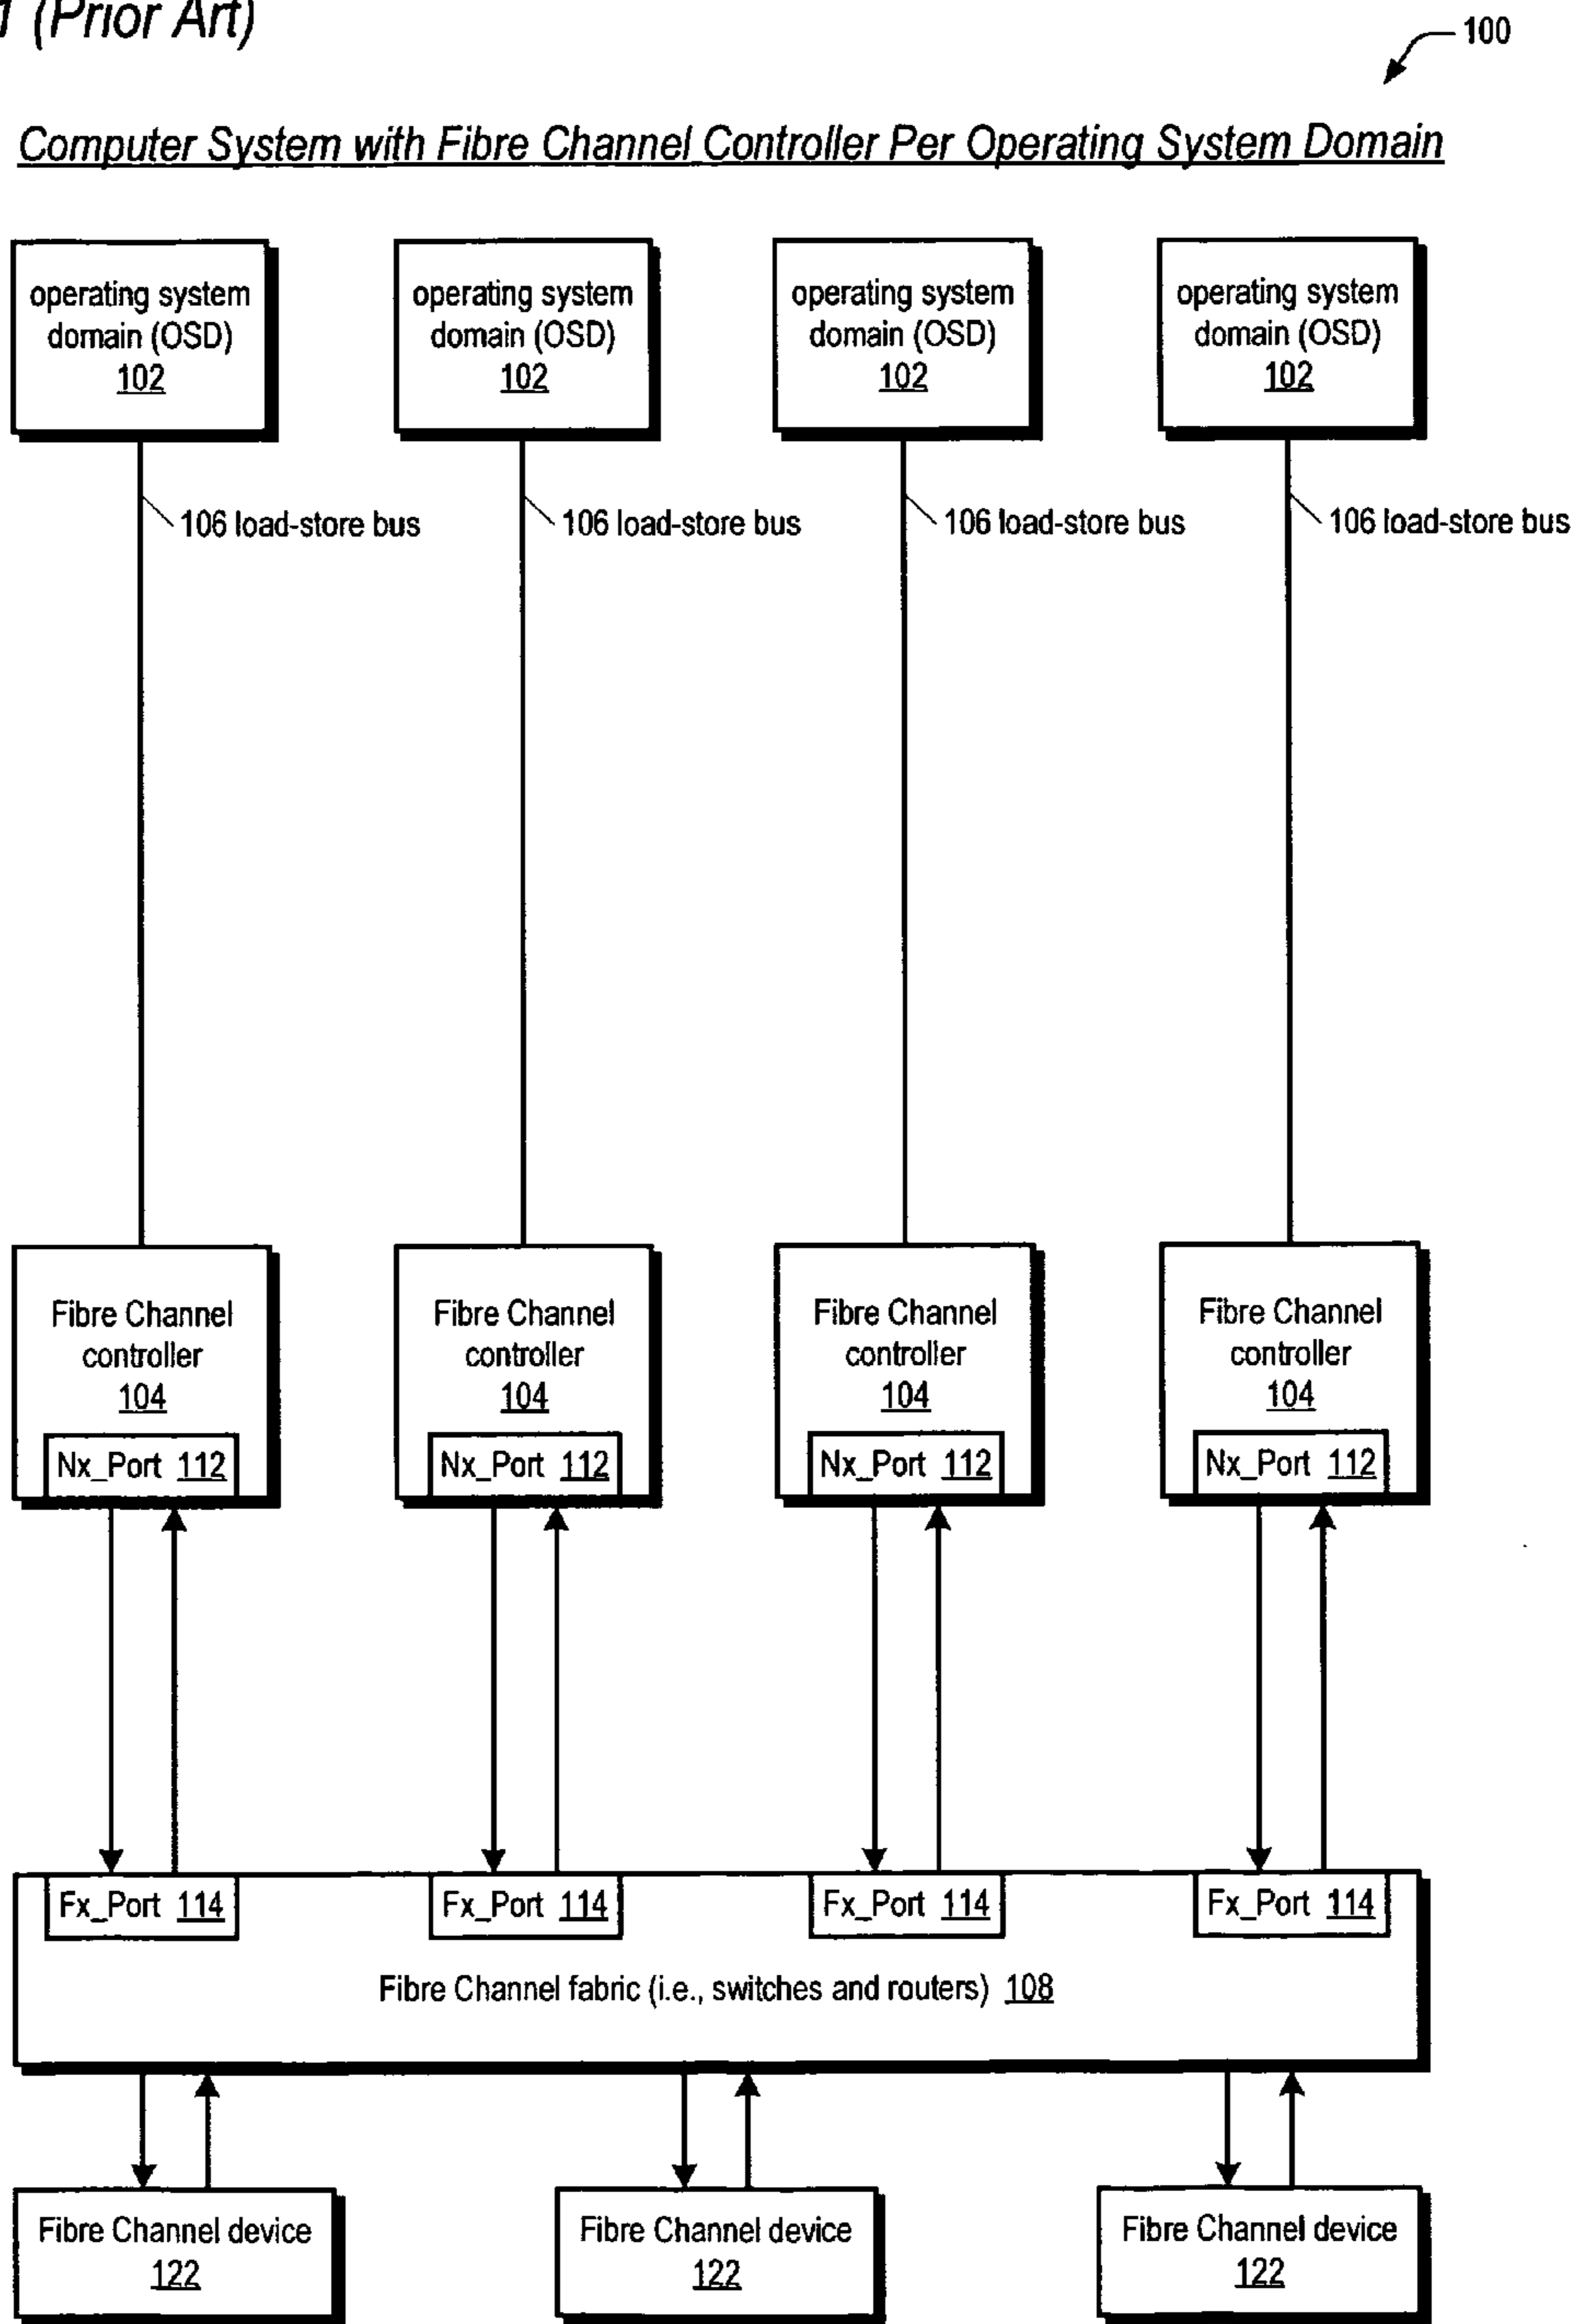 1 (Prior Art)
100
Computer System with Fibre Channel Controller Per Operating System Domain
operating system
domain (OSD)
102
operating system
domain (OSD)
102
operating system
domain (OSD)
102
operating system
domain (OSD)
102
106 load-store bus
106 load-store bus
106 load-store bus
106 load-store bus
Fibre Channel
controller
104
Nx_Port 112
Fibre Channel
controller
104
Nx_Port 112
Fibre Channel
controller
104
Nx_Port 112
Fibre Channel
controller
104
Nx_Port 112
Fx_Port 114
Fx_Port 114
Fx_Port 114
Fx_Port 114
Fibre Channel fabric (i.e., switches and routers) 108
Fibre Channel device
122
Fibre Channel device
122
Fibre Channel device
122